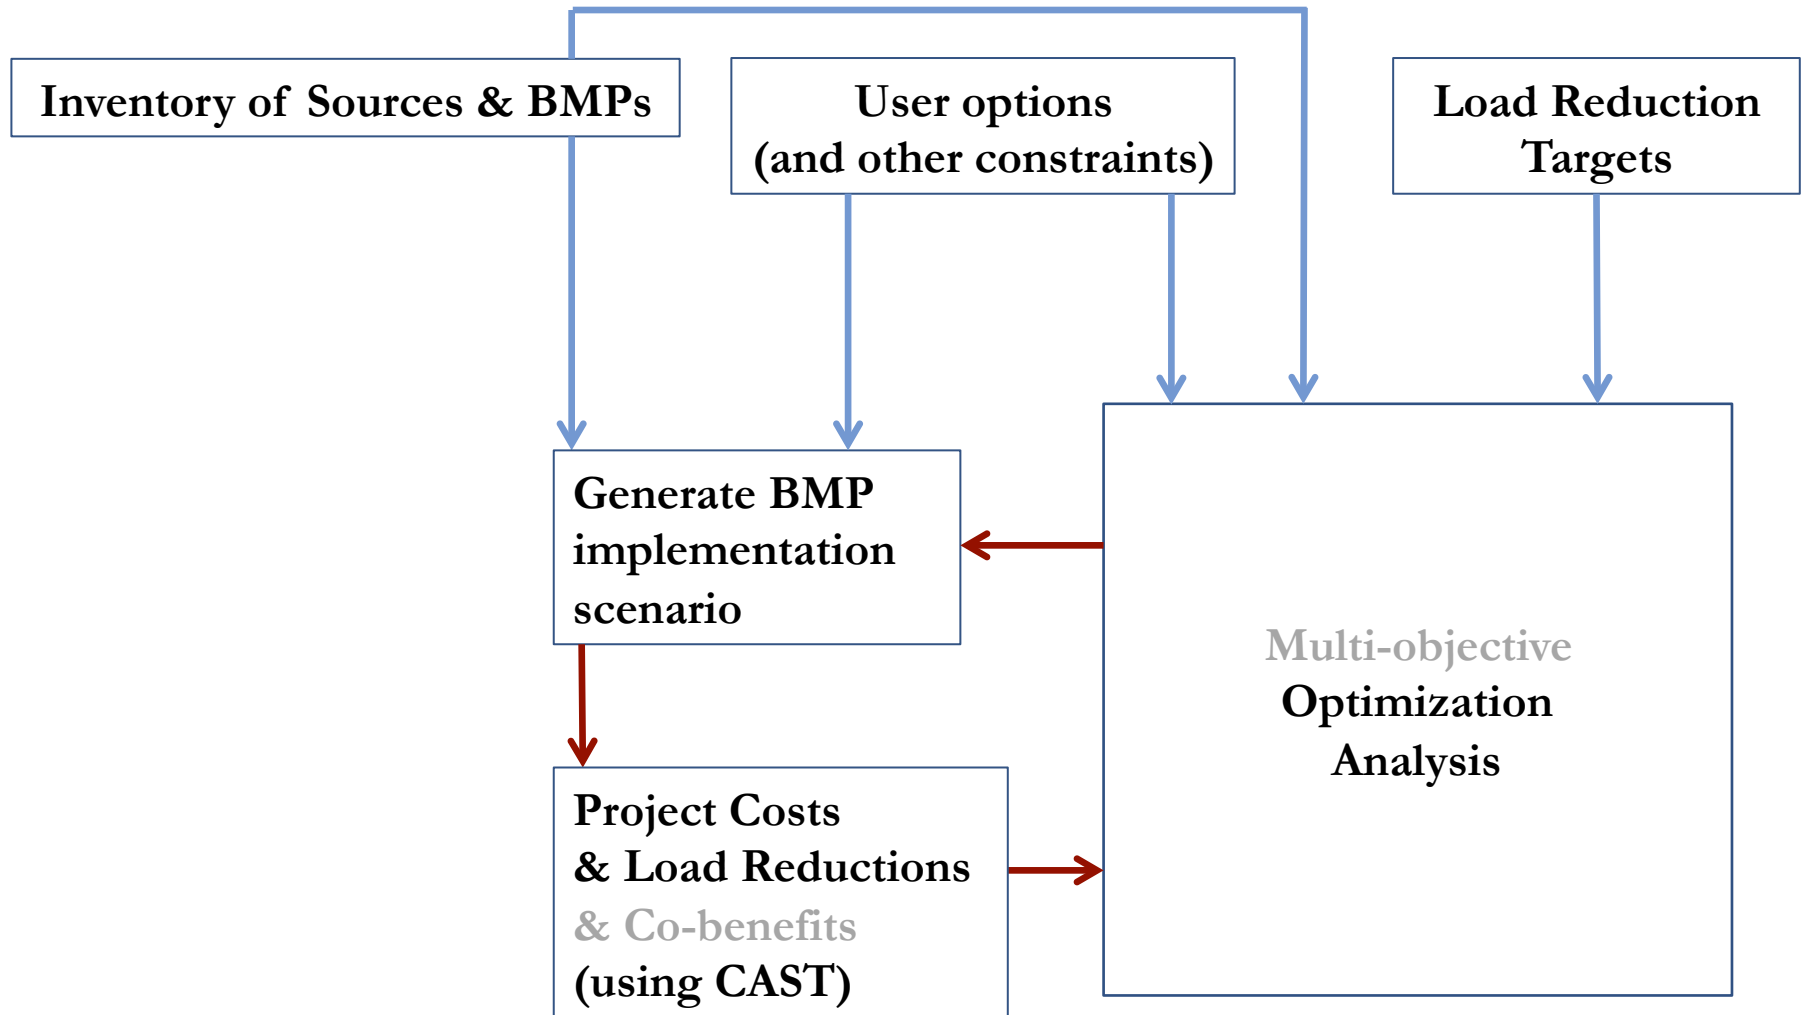 Inventory of Sources & BMPs
User options
(and other constraints)
Load Reduction
Targets
Generate BMP
implementation
scenario
Multi-objective
Optimization
Analysis
Project Costs
& Load Reductions
& Co-benefits
(using CAST)